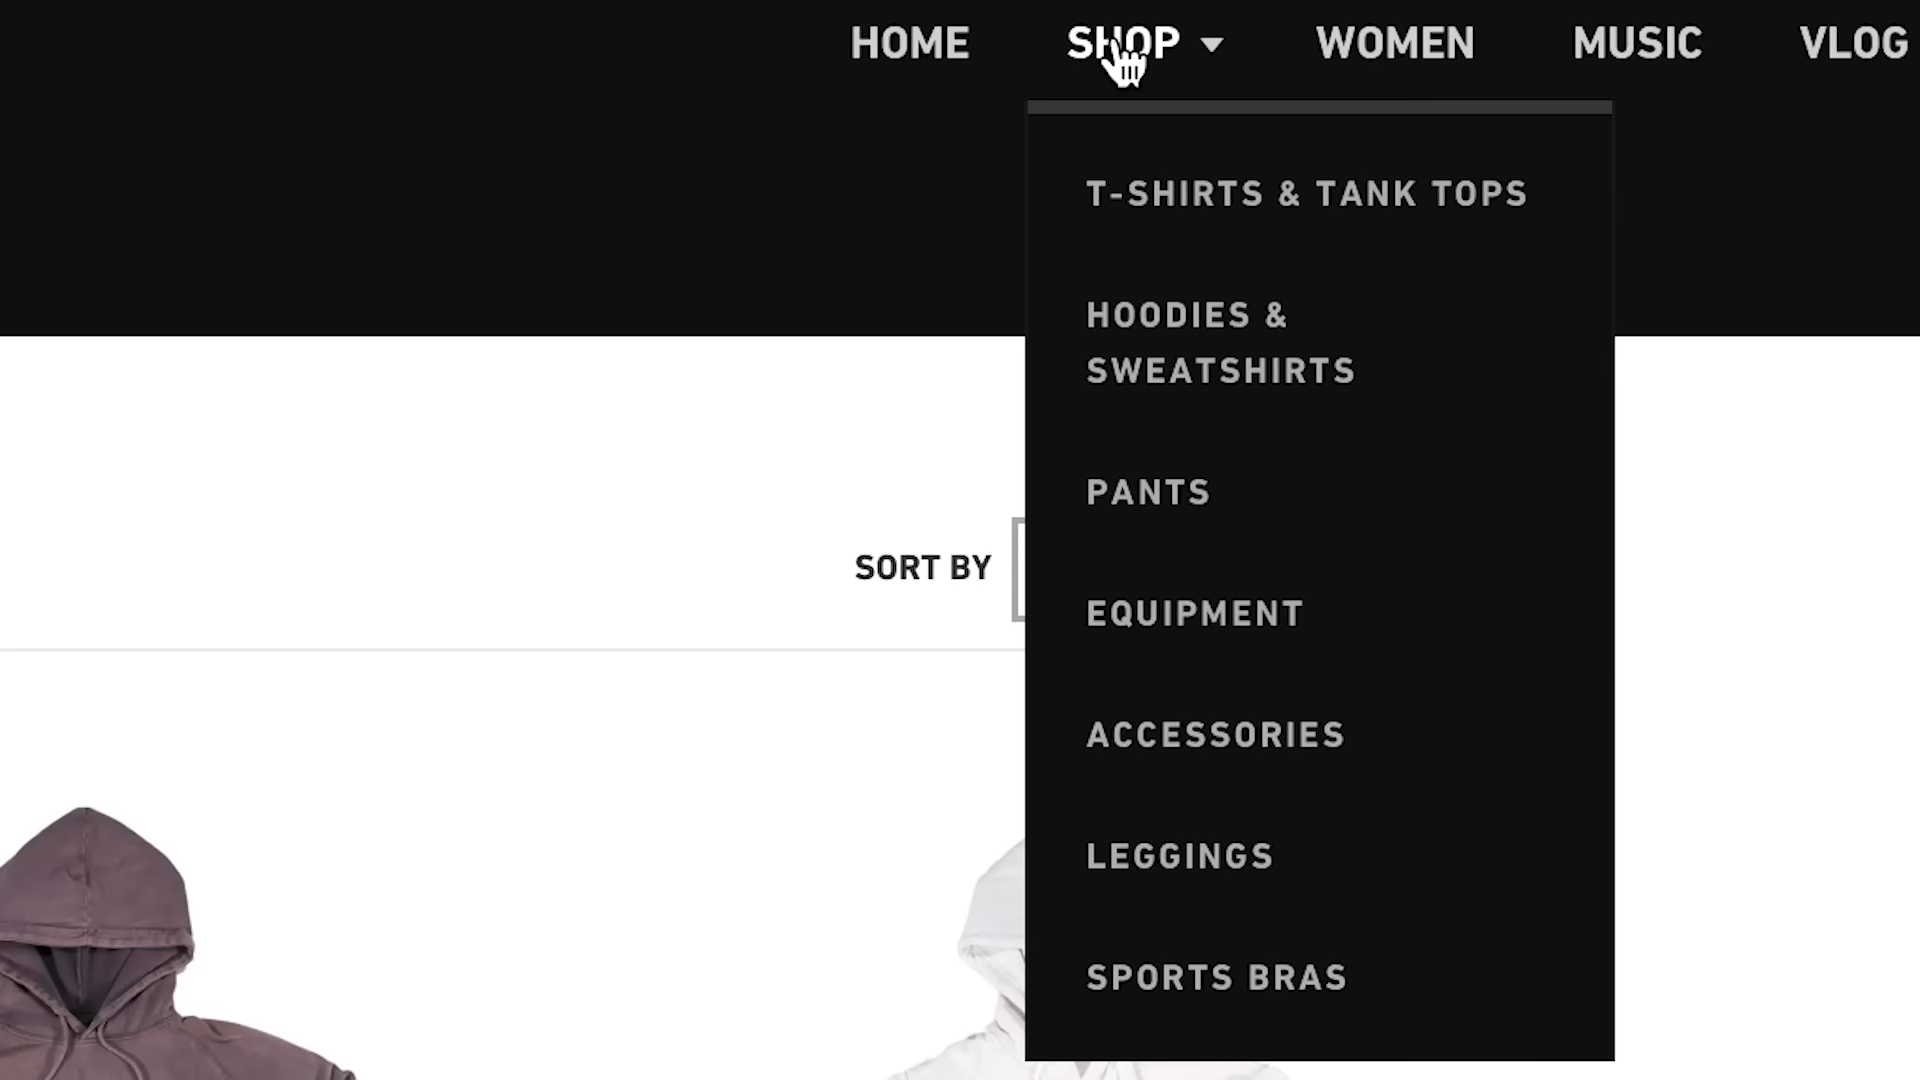 HOME SHOP WOMEN MUSIC VLOG
T-SHIRTS & TANK TOPS
HOODIES &
SWEATSHIRTS
PANTS
SORT BY
EQUIPMENT
ACCESSORIES
LEGGINGS
SPORTS BRAS